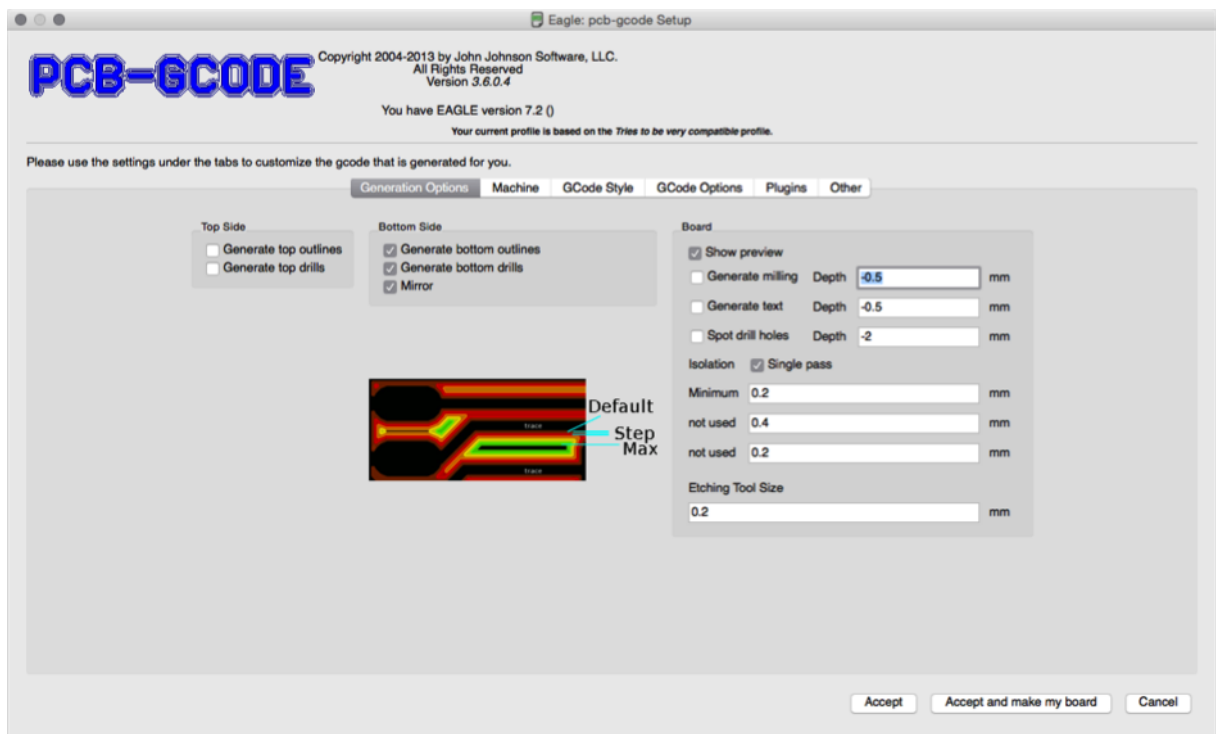 Eagle: pcb-gcode Setup
PCB-GCODE
Copyright 2004-2013 by John Johnson Software, LLC.
All Rights Reserved
Version 3.6.0.4
You have EAGLE version 7.2 ()
Your current profile is based on the Tries to be very compatible profile.
Please use the settings under the tabs to customize the gcode that is generated for you.
Generation Options Machine GCode Style GCode Options Plugins Other
Top Side
Generate top outlines
Generate top drills
Bottom Side
Generate bottom outlines
Generate bottom drills
Mirror
Default
Step
Max
trace
trace
Board
Show preview
Generate milling Depth -0.5 mm
Generate text Depth -0.5 mm
Spot drill holes Depth -2 mm
Isolation Single pass
Minimum 0.2 mm
not used 0.4 mm
not used 0.2 mm
Etching Tool Size
0.2 mm
Accept Accept and make my board Cancel